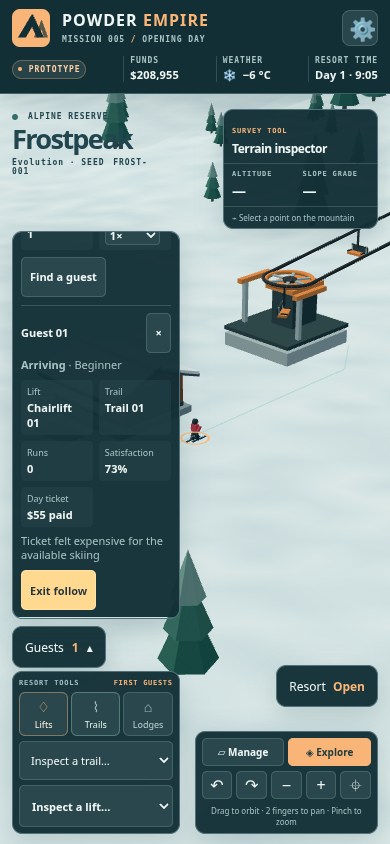 POWDER EMPIRE
MISSION 005 / OPENING DAY
PROTOTYPE
FUNDS
$208,955
WEATHER
−6 °C
RESORT TIME
Day 1 · 9:05
ALPINE RESERVE
Frostpeak
Evolution · SEED FROST-
001
SURVEY TOOL
Terrain inspector
ALTITUDE
—
SLOPE GRADE
—
Select a point on the mountain
1
1×
Find a guest
Guest 01
×
Arriving · Beginner
Lift
Chairlift
01
Trail
Trail 01
Runs
0
Satisfaction
73%
Day ticket
$55 paid
Ticket felt expensive for the
available skiing
Exit follow
Guests 1 ▴
RESORT TOOLS
FIRST GUESTS
Lifts
Trails
Lodges
Inspect a trail...
Inspect a lift...
Resort Open
Manage
Explore
Drag to orbit · 2 fingers to pan · Pinch to
zoom